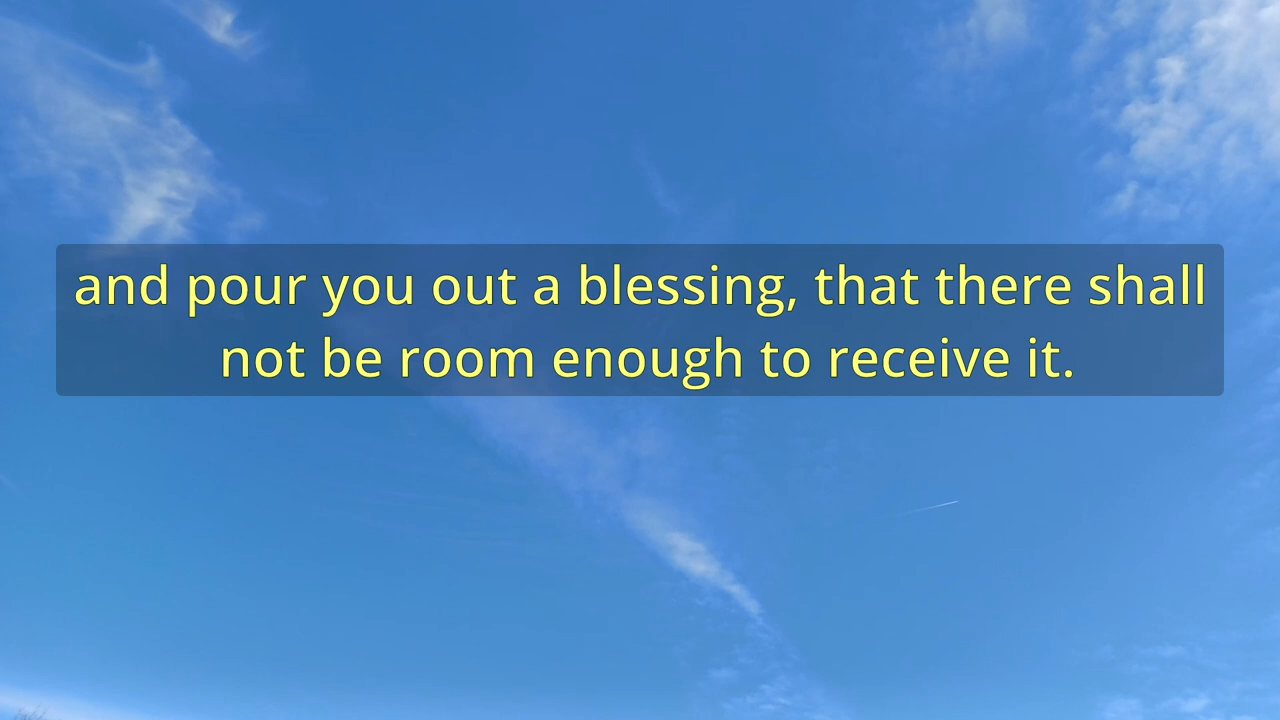 and pour you out a blessing, that there shall
not be room enough to receive it.